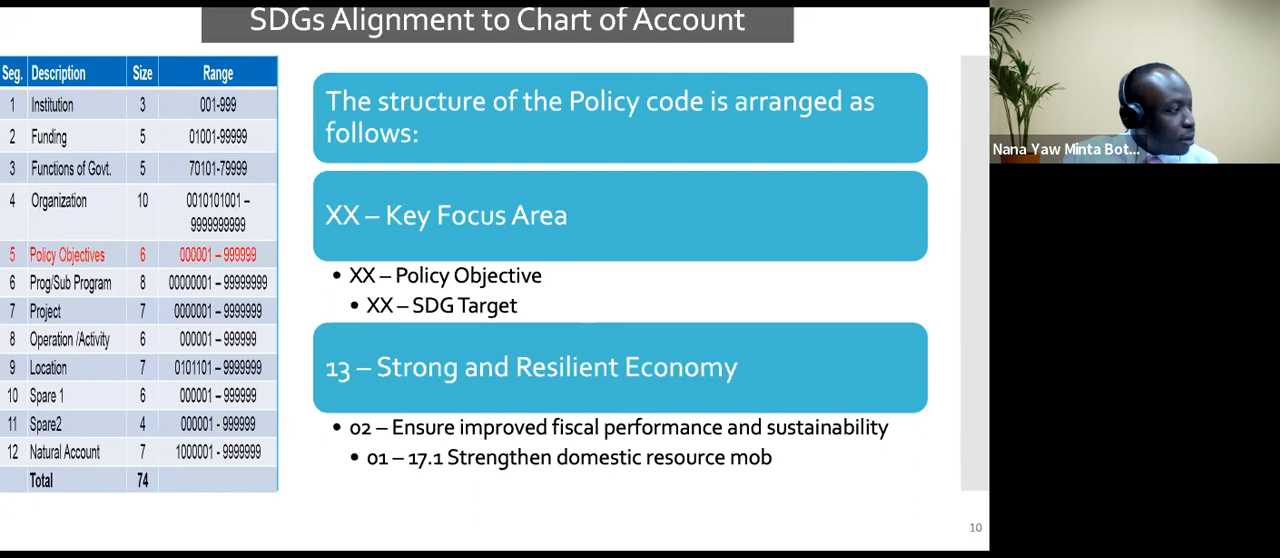 SDGs Alignment to Chart of Account
Seg. Description Size Range
1 Institution 3 001-999
2 Funding 5 01001-99999
3 Functions of Govt. 5 70101-79999
4 Organization 10 0010101001 –
9999999999
5 Policy Objectives 6 000001 – 999999
6 Prog/Sub Program 8 00000001 – 99999999
7 Project 7 0000001 – 9999999
8 Operation /Activity 6 000001 – 999999
9 Location 7 0101101 – 9999999
10 Spare 1 6 000001 – 999999
11 Spare2 4 000001 - 999999
12 Natural Account 7 1000001 - 9999999
Total 74
The structure of the Policy code is arranged as
follows:
XX – Key Focus Area
• XX – Policy Objective
• XX – SDG Target
13 – Strong and Resilient Economy
• 02 – Ensure improved fiscal performance and sustainability
• 01 – 17.1 Strengthen domestic resource mob
10
Nana Yaw Minta Bot...